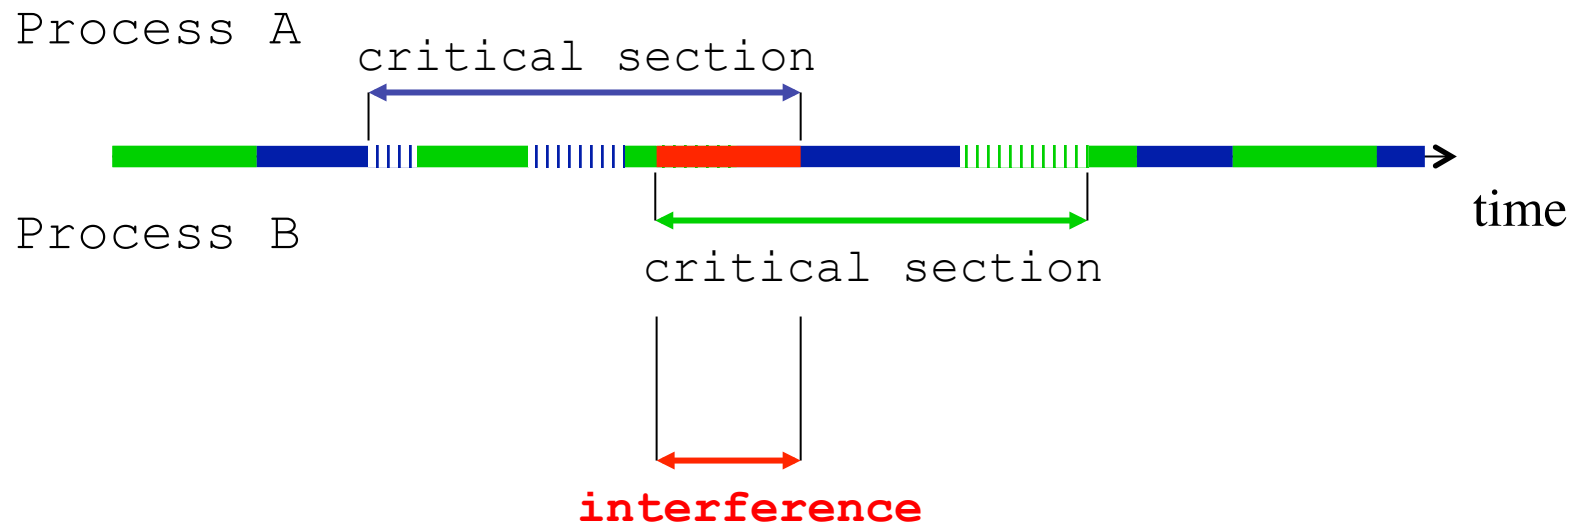 Process A
critical section
time
Process B
critical section
interference